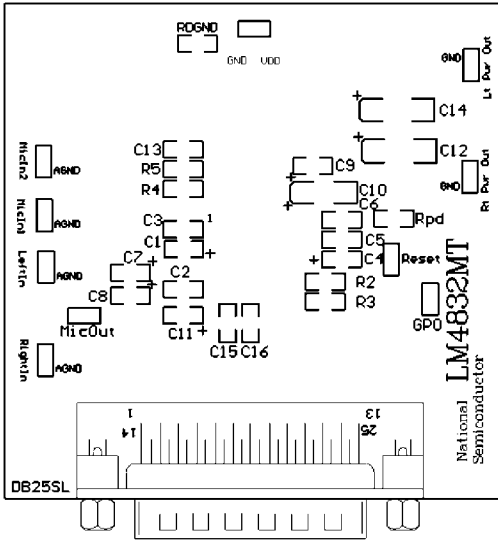 RDGND
GND VDD
GND
Lt Pwr Out
C14
C12
GND
Rt Pwr Out
MicIn2
AGND
C13
R5
R4
C9
C10
C6
Rpd
MicIn1
AGND
C3 1
C1
C5
C4
Reset
LeftIn
AGND
C7
C2
R2
C8
R3
MicOut
C11
C15 C16
GPO
RightIn
AGND
LM4832MT
National
Semiconductor
1 13
14 25
DB25SL